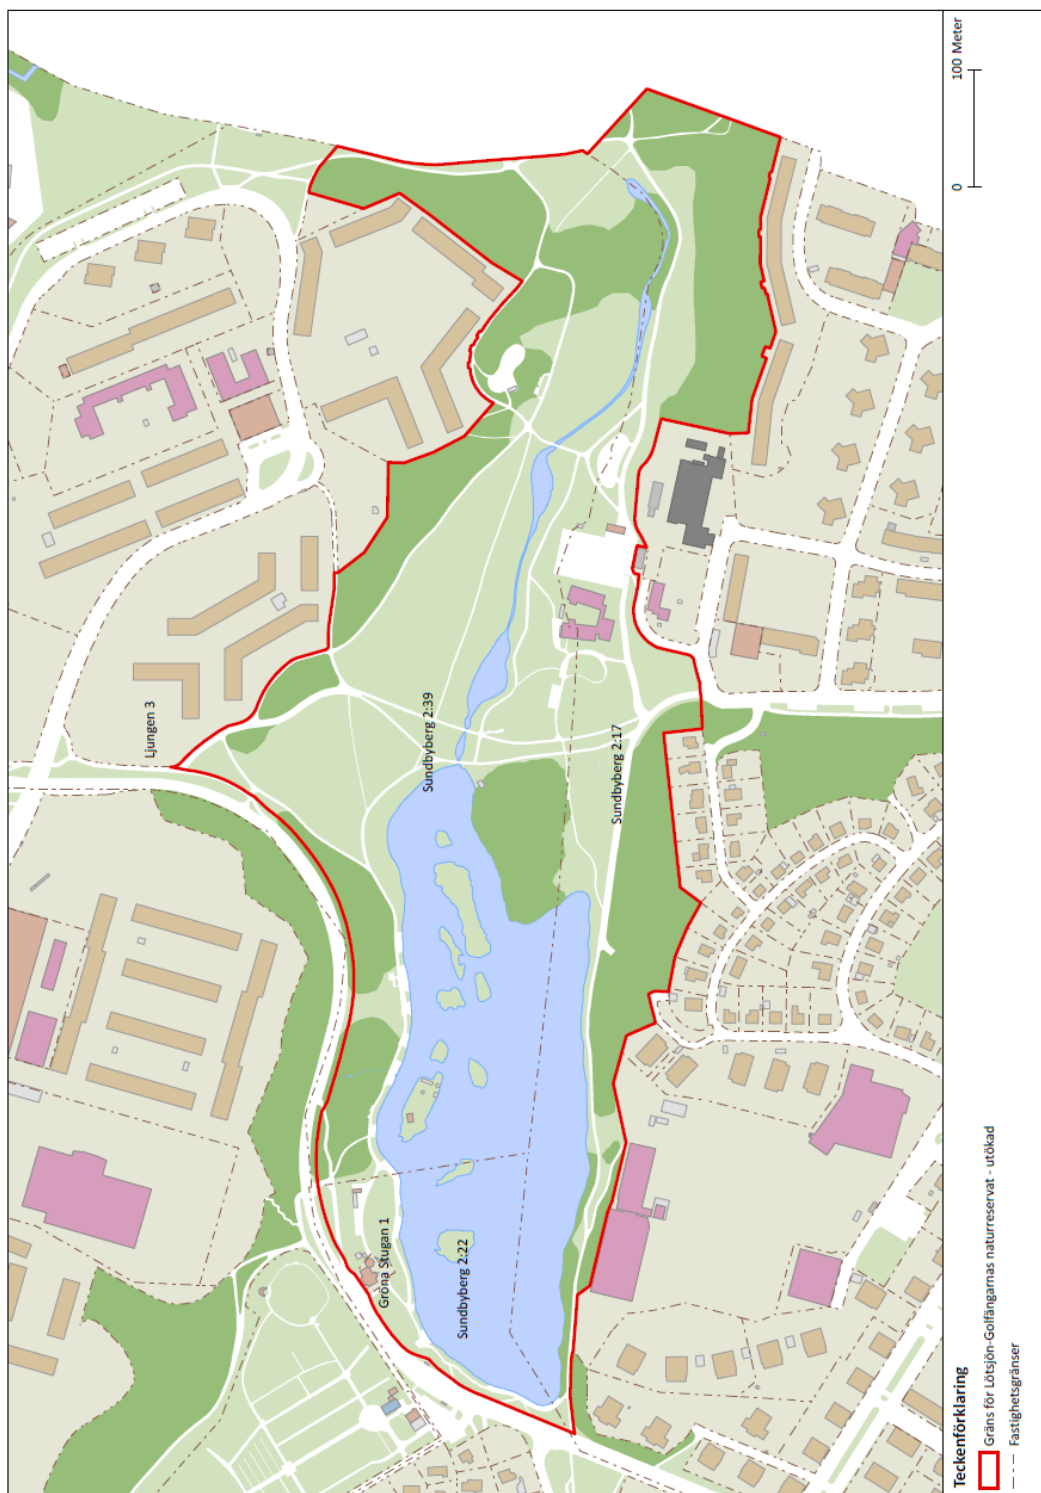 Ljungen 3
Sundbyberg 2:39
Sundbyberg 2:17
Gröna Stugan 1
Sundbyberg 2:22
Teckenförklaring
Gräns för Lötsjön-Golfängarnas naturreservat - utökad
Fastighetsgränser
0 100 Meter